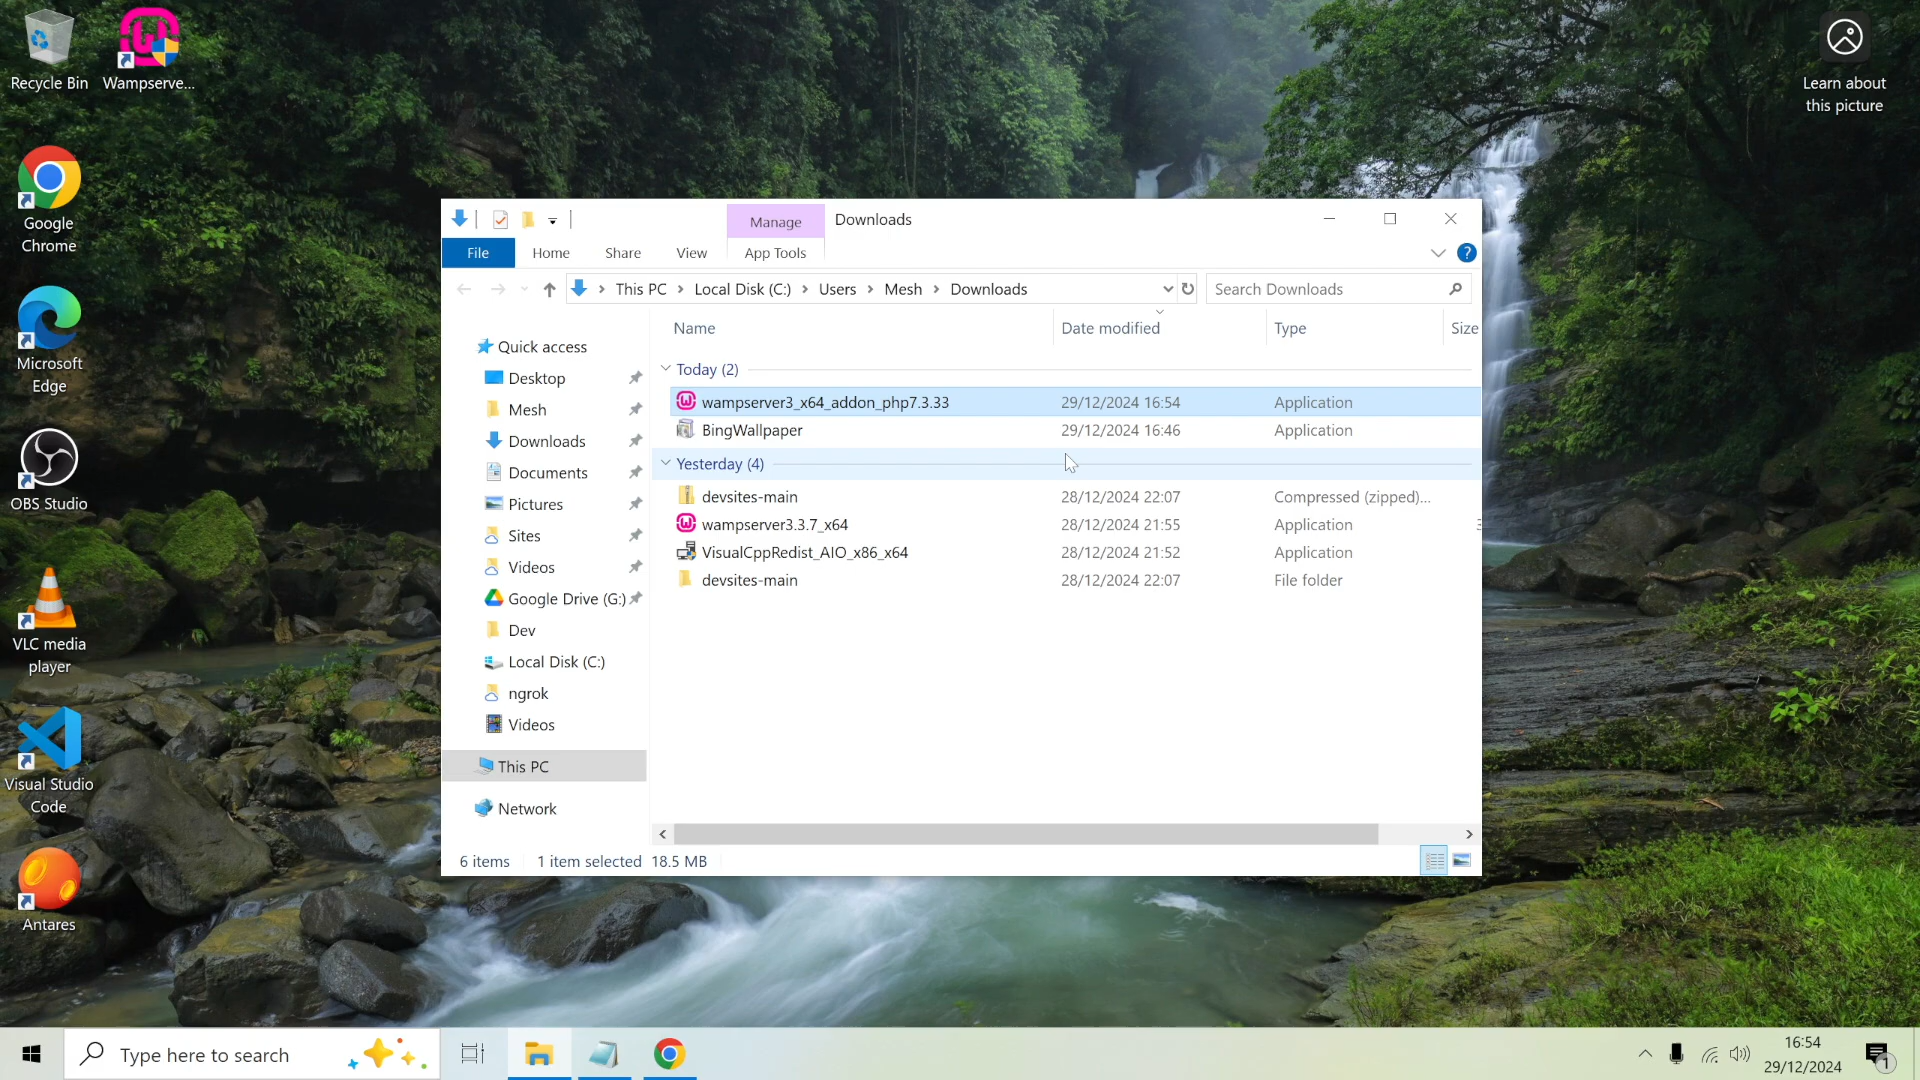 Recycle Bin
Wampserve...
Learn about
this picture
Google
Chrome
Microsoft
Edge
OBS Studio
VLC media
player
Visual Studio
Code
Antares
Manage
Downloads
File
Home
Share
View
App Tools
?
This PC
Local Disk (C:)
Users
Mesh
Downloads
Search Downloads
Name
Date modified
Type
Size
Quick access
Desktop
Mesh
Downloads
Documents
Pictures
Sites
Videos
Google Drive (G:)
Dev
Local Disk (C:)
ngrok
Videos
This PC
Network
Today (2)
wampserver3_x64_addon_php7.3.33 29/12/2024 16:54 Application
BingWallpaper 29/12/2024 16:46 Application
Yesterday (4)
devsites-main 28/12/2024 22:07 Compressed (zipped)...
wampserver3.3.7_x64 28/12/2024 21:55 Application
VisualCppRedist_AIO_x86_x64 28/12/2024 21:52 Application
devsites-main 28/12/2024 22:07 File folder
6 items 1 item selected 18.5 MB
Type here to search
16:54
29/12/2024
1